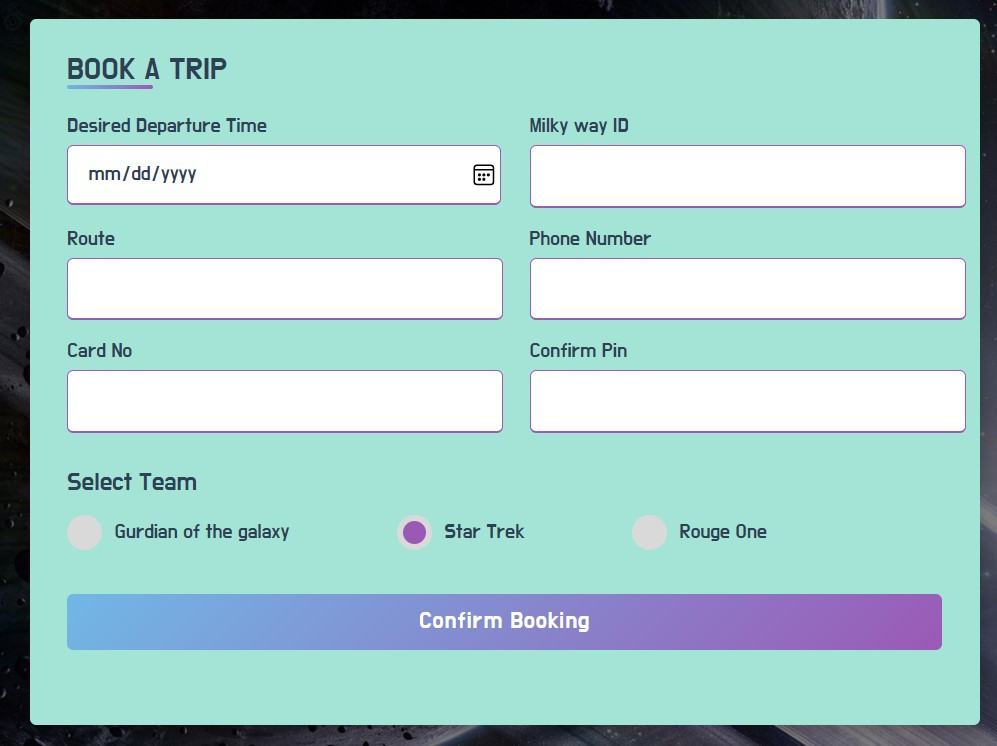 BOOK A TRIP
Desired Departure Time
Milky way ID
mm/dd/yyyy
Route
Phone Number
Card No
Confirm Pin
Select Team
Gurdian of the galaxy
Star Trek
Rouge One
Confirm Booking